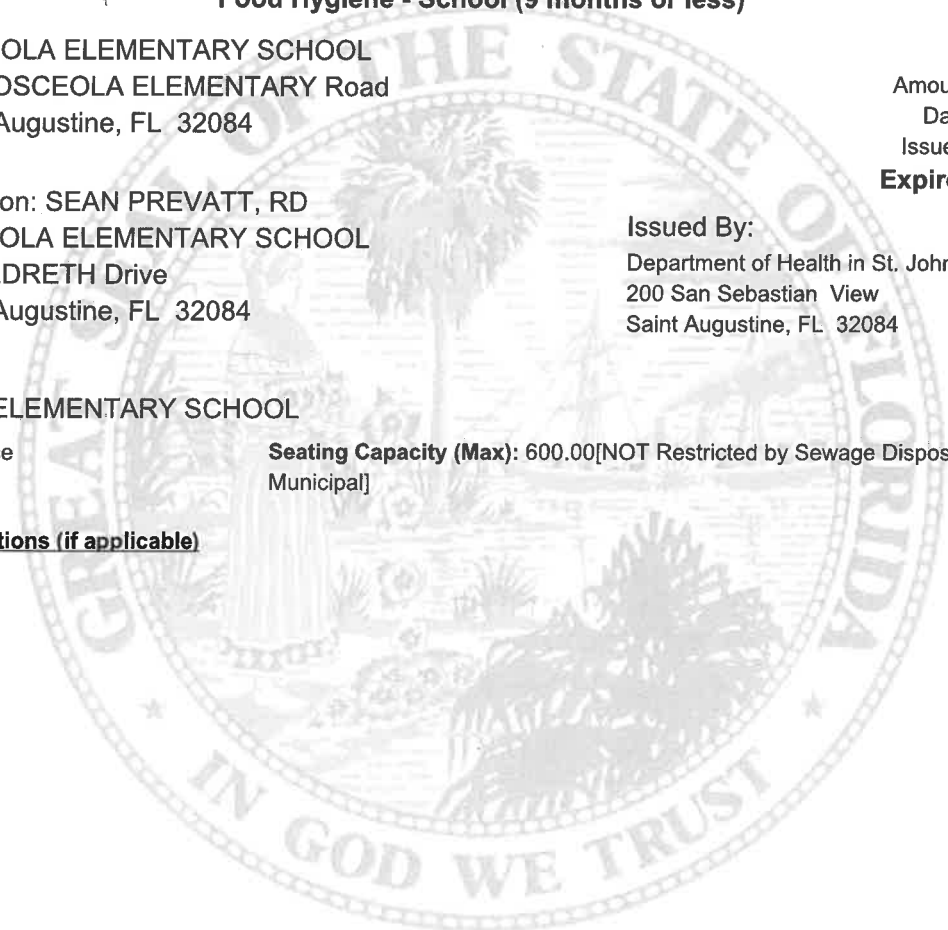 Food Hygiene - School (9 months or less)
OLA ELEMENTARY SCHOOL
OSCEOLA ELEMENTARY Road
Augustine, FL 32084
Amou
Da
Issue
Expire
on: SEAN PREVATT, RD
OLA ELEMENTARY SCHOOL
DRETH Drive
Augustine, FL 32084
Issued By:
Department of Health in St. John
200 San Sebastian View
Saint Augustine, FL 32084
ELEMENTARY SCHOOL
e
Seating Capacity (Max): 600.00[NOT Restricted by Sewage Dispos
Municipal]
tions (if applicable)
GREAT SEAL OF THE STATE OF FLORIDA
IN GOD WE TRUST